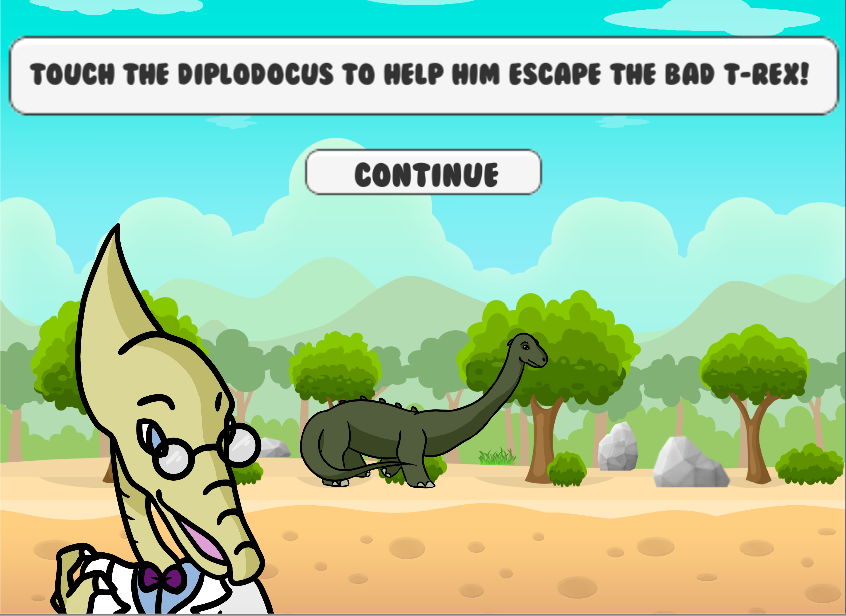 TOUCH THE DIPLODOCUS TO HELP HIM ESCAPE THE BAD T-REX!
CONTINUE